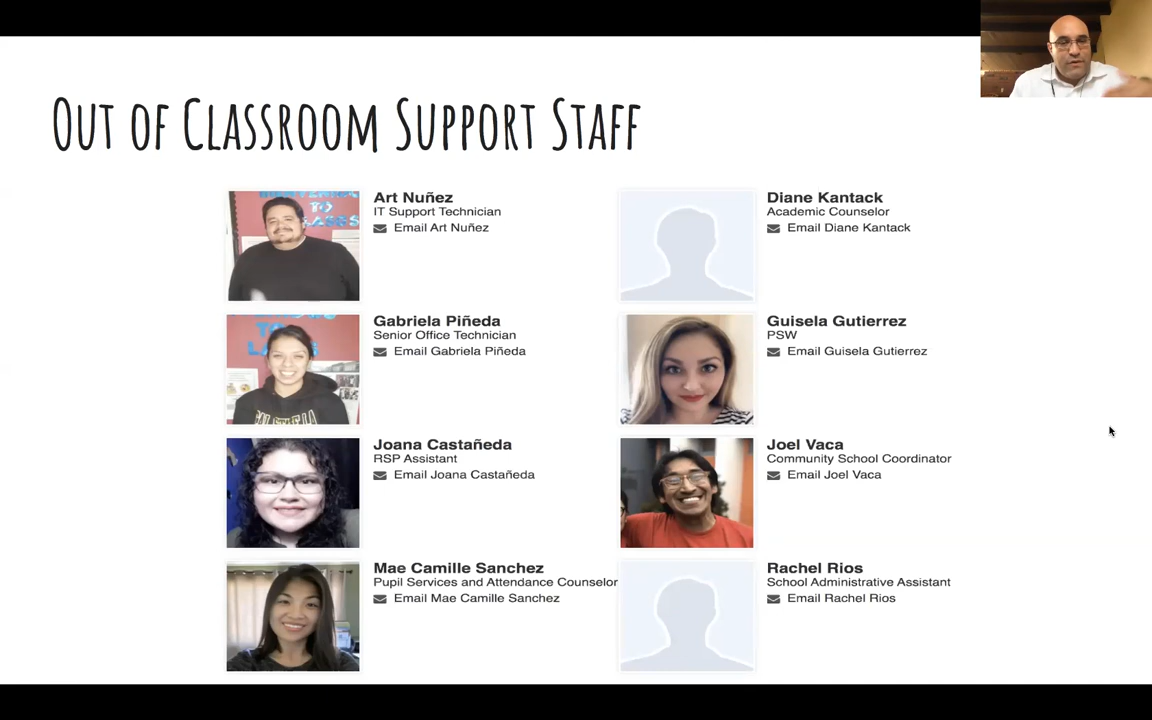 Out of Classroom Support Staff
Art Nuñez
IT Support Technician
Email Art Nuñez
Diane Kantack
Academic Counselor
Email Diane Kantack
Gabriela Piñeda
Senior Office Technician
Email Gabriela Piñeda
Guisela Gutierrez
PSW
Email Guisela Gutierrez
Joana Castañeda
RSP Assistant
Email Joana Castañeda
Joel Vaca
Community School Coordinator
Email Joel Vaca
Mae Camille Sanchez
Pupil Services and Attendance Counselor
Email Mae Camille Sanchez
Rachel Rios
School Administrative Assistant
Email Rachel Rios